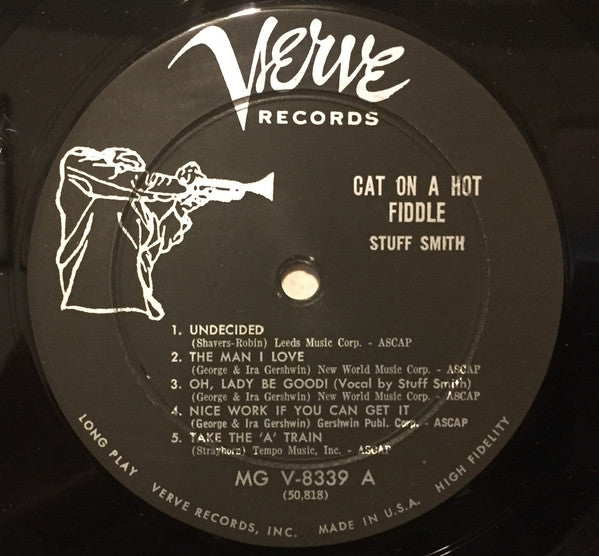 Verve
RECORDS
CAT ON A HOT
FIDDLE
STUFF SMITH
1. UNDECIDED
(Shavers-Robin) Leeds Music Corp. - ASCAP
2. THE MAN I LOVE
(George & Ira Gershwin) New World Music Corp. - ASCAP
3. OH, LADY BE GOOD! (Vocal by Stuff Smith)
(George & Ira Gershwin) New World Music Corp. - ASCAP
4. NICE WORK IF YOU CAN GET IT
(George & Ira Gershwin) Gershwin Publ. Corp. - ASCAP
5. TAKE THE 'A' TRAIN
(Strayhorn) Tempo Music, Inc. - ASCAP
MG V-8339 A
(50,818)
LONG PLAY VERVE RECORDS, INC. MADE IN U.S.A. HIGH FIDELITY